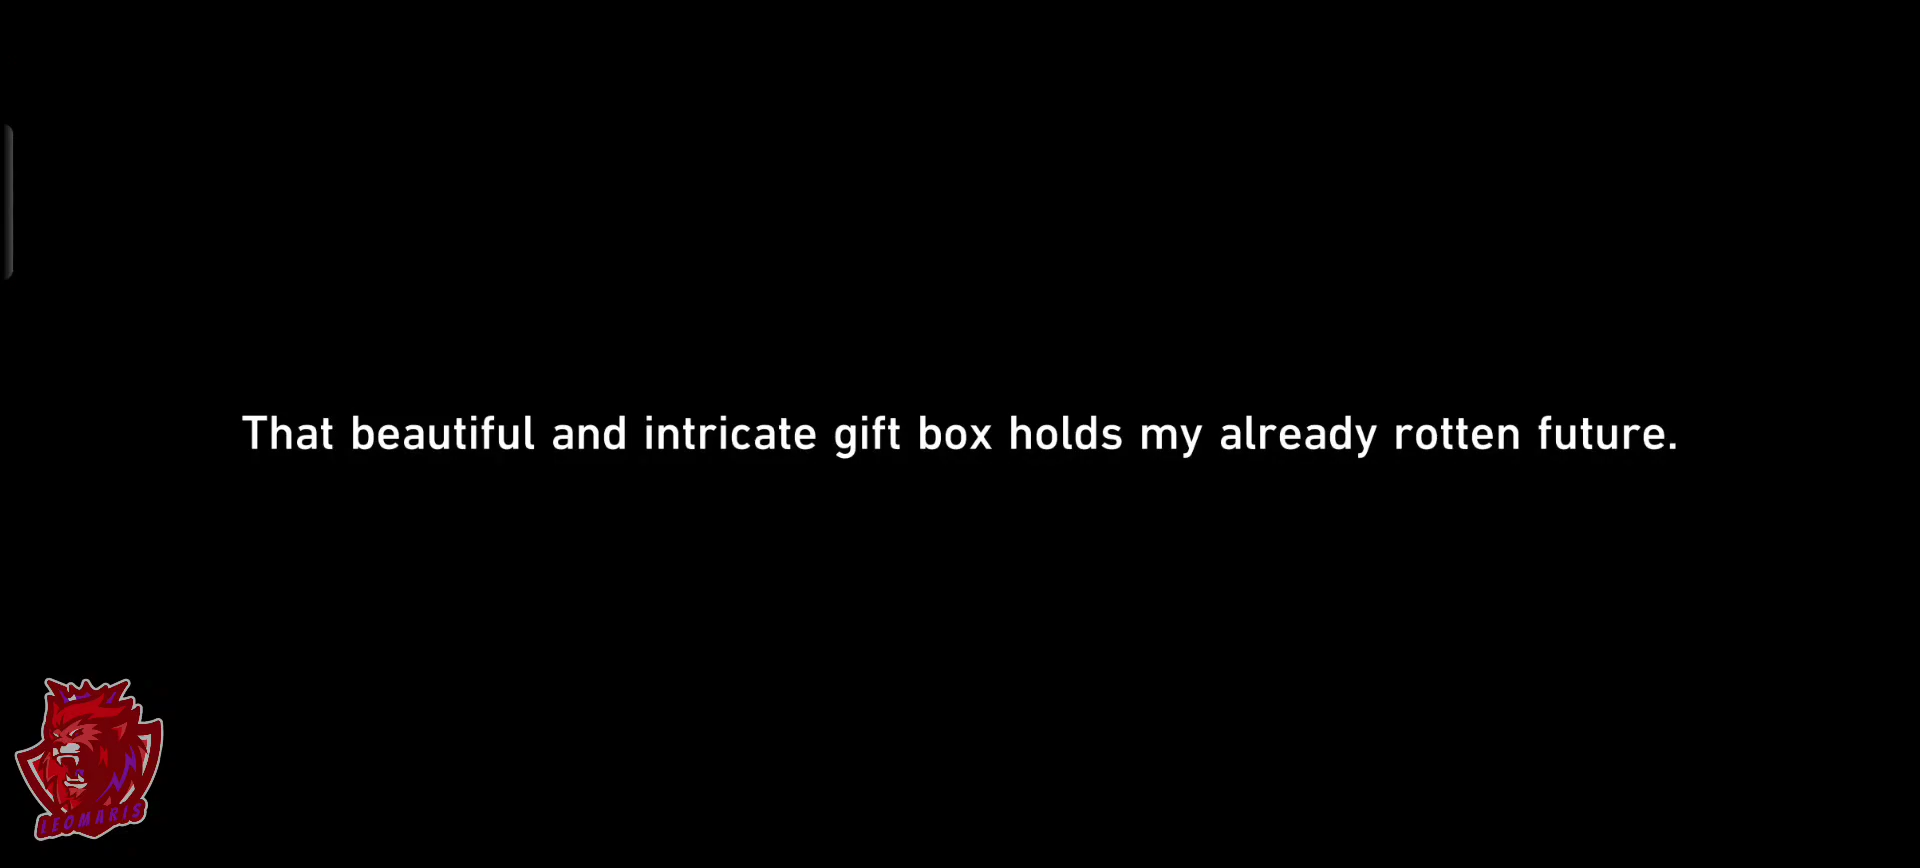 That beautiful and intricate gift box holds my already rotten future.
LEOMARIS